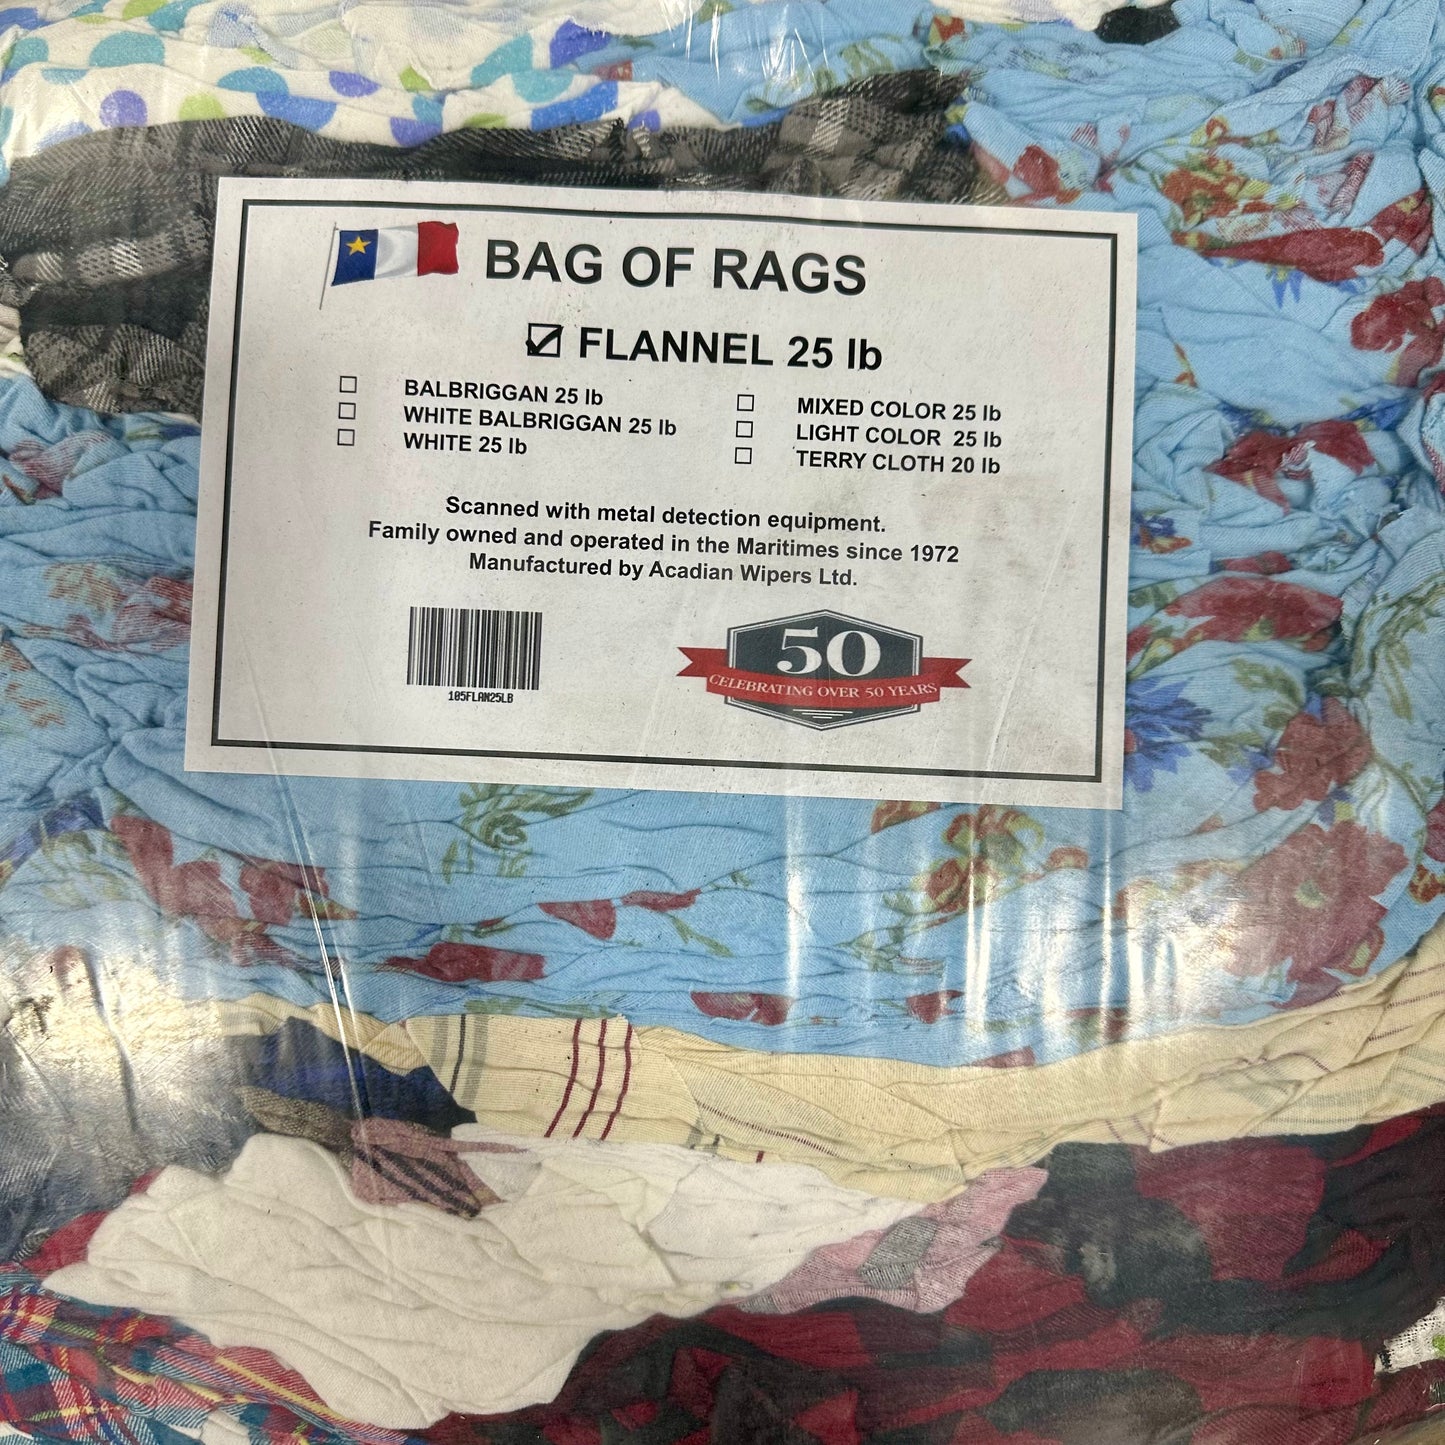 BAG OF RAGS
FLANNEL 25 lb
BALBRIGGAN 25 lb
WHITE BALBRIGGAN 25 lb
WHITE 25 lb
MIXED COLOR 25 lb
LIGHT COLOR 25 lb
TERRY CLOTH 20 lb
Scanned with metal detection equipment.
Family owned and operated in the Maritimes since 1972
Manufactured by Acadian Wipers Ltd.
105FLAN25LB
50
CELEBRATING OVER 50 YEARS